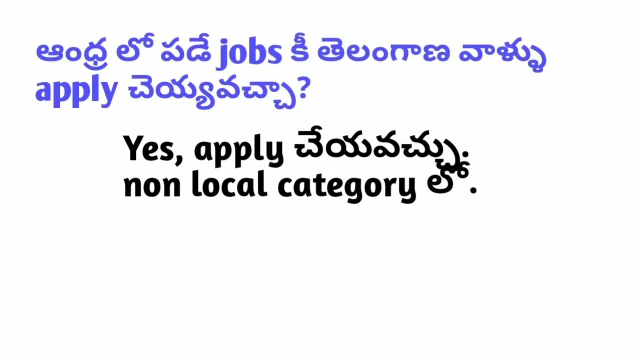 ఆంధ్ర లో పడే jobs కీ తెలంగాణ వాళ్ళు
apply చెయ్యవచ్చా?
Yes, apply చేయవచ్చు.
non local category లో.